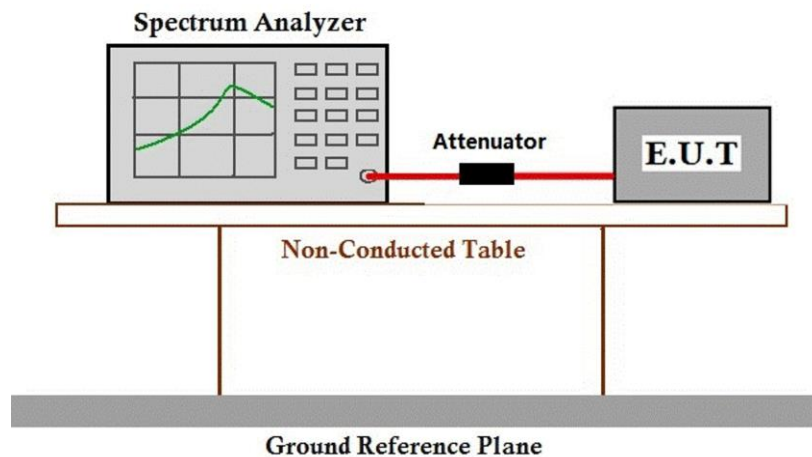 Spectrum Analyzer
Attenuator
E.U.T
Non-Conducted Table
Ground Reference Plane